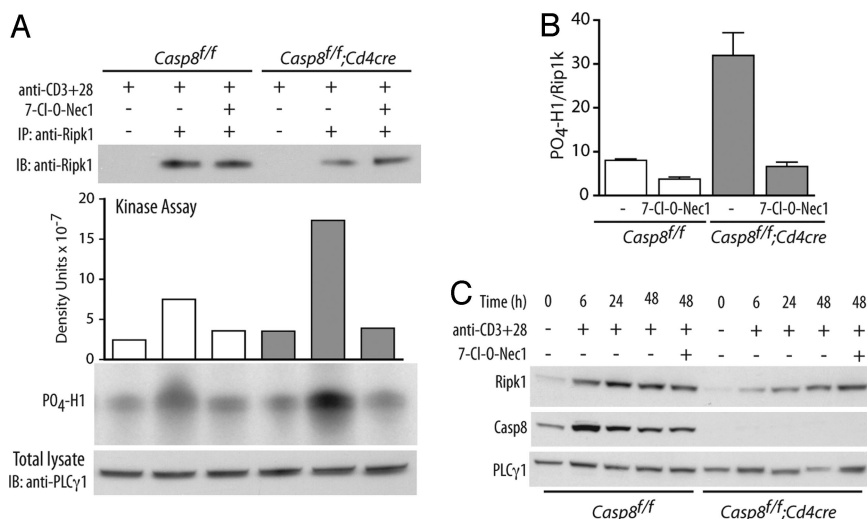 A
Casp8f/f Casp8f/f;Cd4cre
anti-CD3+28 + + + + + +
7-Cl-O-Nec1 - - + - - +
IP: anti-Ripk1 - + + - + +
IB: anti-Ripk1
Kinase Assay
Density Units x 10-7
20
15
10
5
0
PO4-H1
Total lysate
IB: anti-PLCγ1
B
PO4-H1/Rip1k
40
30
20
10
0
- 7-Cl-O-Nec1 - 7-Cl-O-Nec1
Casp8f/f Casp8f/f;Cd4cre
C
Time (h) 0 6 24 48 48 0 6 24 48 48
anti-CD3+28 - + + + + - + + + +
7-Cl-O-Nec1 + +
Ripk1
Casp8
PLCγ1
Casp8f/f Casp8f/f;Cd4cre